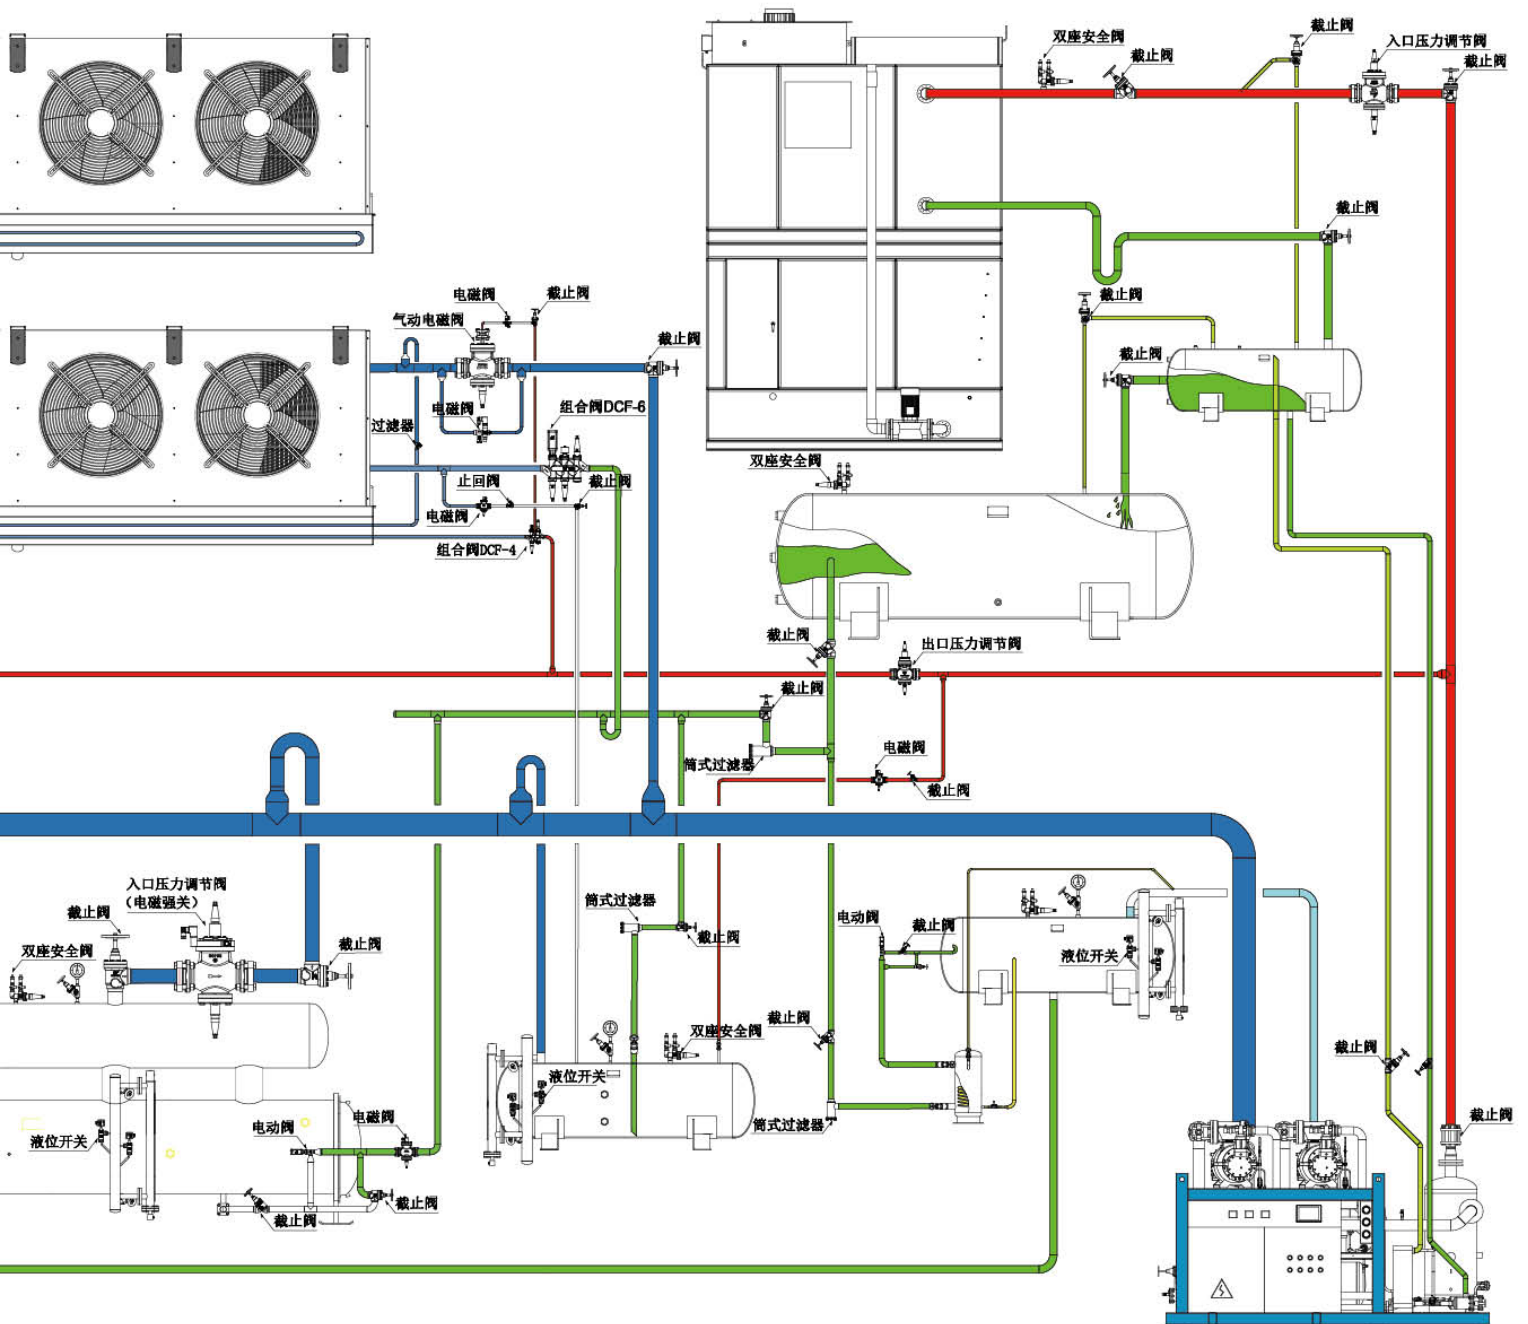 截止阀
双座安全阀
入口压力调节阀
截止阀
截止阀
截止阀
电磁阀
截止阀
截止阀
气动电磁阀
截止阀
截止阀
电磁阀
组合阀DCF-6
过滤器
双座安全阀
止回阀
截止阀
电磁阀
组合阀DCF-4
截止阀
出口压力调节阀
截止阀
电磁阀
筒式过滤器
截止阀
入口压力调节阀
（电磁强关）
筒式过滤器
截止阀
电动阀
截止阀
截止阀
截止阀
双座安全阀
液位开关
截止阀
双座安全阀
截止阀
液位开关
电磁阀
截止阀
电动阀
筒式过滤器
液位开关
截止阀
截止阀